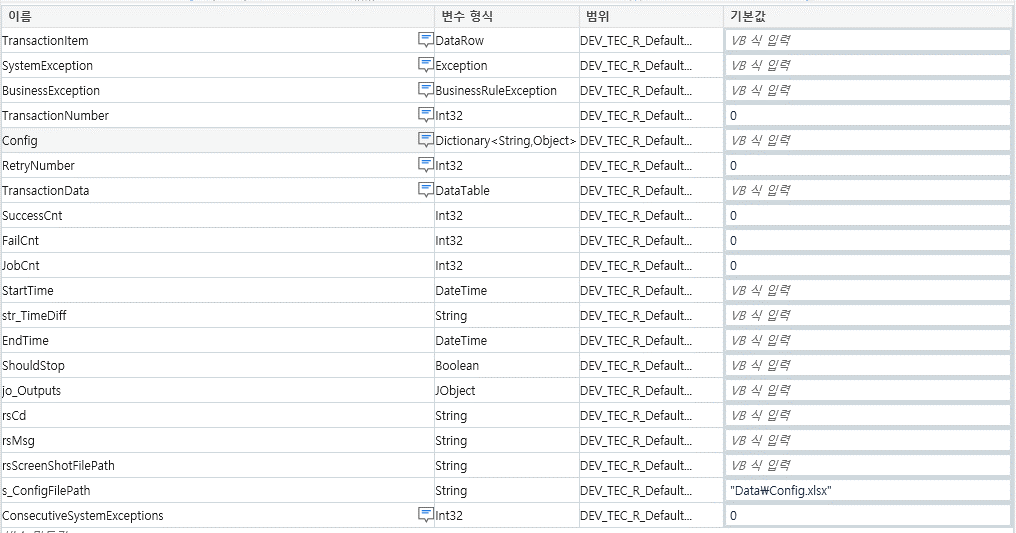 이름 변수 형식 범위 기본값
TransactionItem DataRow DEV_TEC_R_Default... VB 식 입력
SystemException Exception DEV_TEC_R_Default... VB 식 입력
BusinessException BusinessRuleException DEV_TEC_R_Default... VB 식 입력
TransactionNumber Int32 DEV_TEC_R_Default... 0
Config Dictionary<String,Object> DEV_TEC_R_Default... VB 식 입력
RetryNumber Int32 DEV_TEC_R_Default... 0
TransactionData DataTable DEV_TEC_R_Default... VB 식 입력
SuccessCnt Int32 DEV_TEC_R_Default... 0
FailCnt Int32 DEV_TEC_R_Default... 0
JobCnt Int32 DEV_TEC_R_Default... 0
StartTime DateTime DEV_TEC_R_Default... VB 식 입력
str_TimeDiff String DEV_TEC_R_Default... VB 식 입력
EndTime DateTime DEV_TEC_R_Default... VB 식 입력
ShouldStop Boolean DEV_TEC_R_Default... VB 식 입력
jo_Outputs JObject DEV_TEC_R_Default... VB 식 입력
rsCd String DEV_TEC_R_Default... VB 식 입력
rsMsg String DEV_TEC_R_Default... VB 식 입력
rsScreenShotFilePath String DEV_TEC_R_Default... VB 식 입력
s_ConfigFilePath String DEV_TEC_R_Default... "Data₩Config.xlsx"
ConsecutiveSystemExceptions Int32 DEV_TEC_R_Default... 0